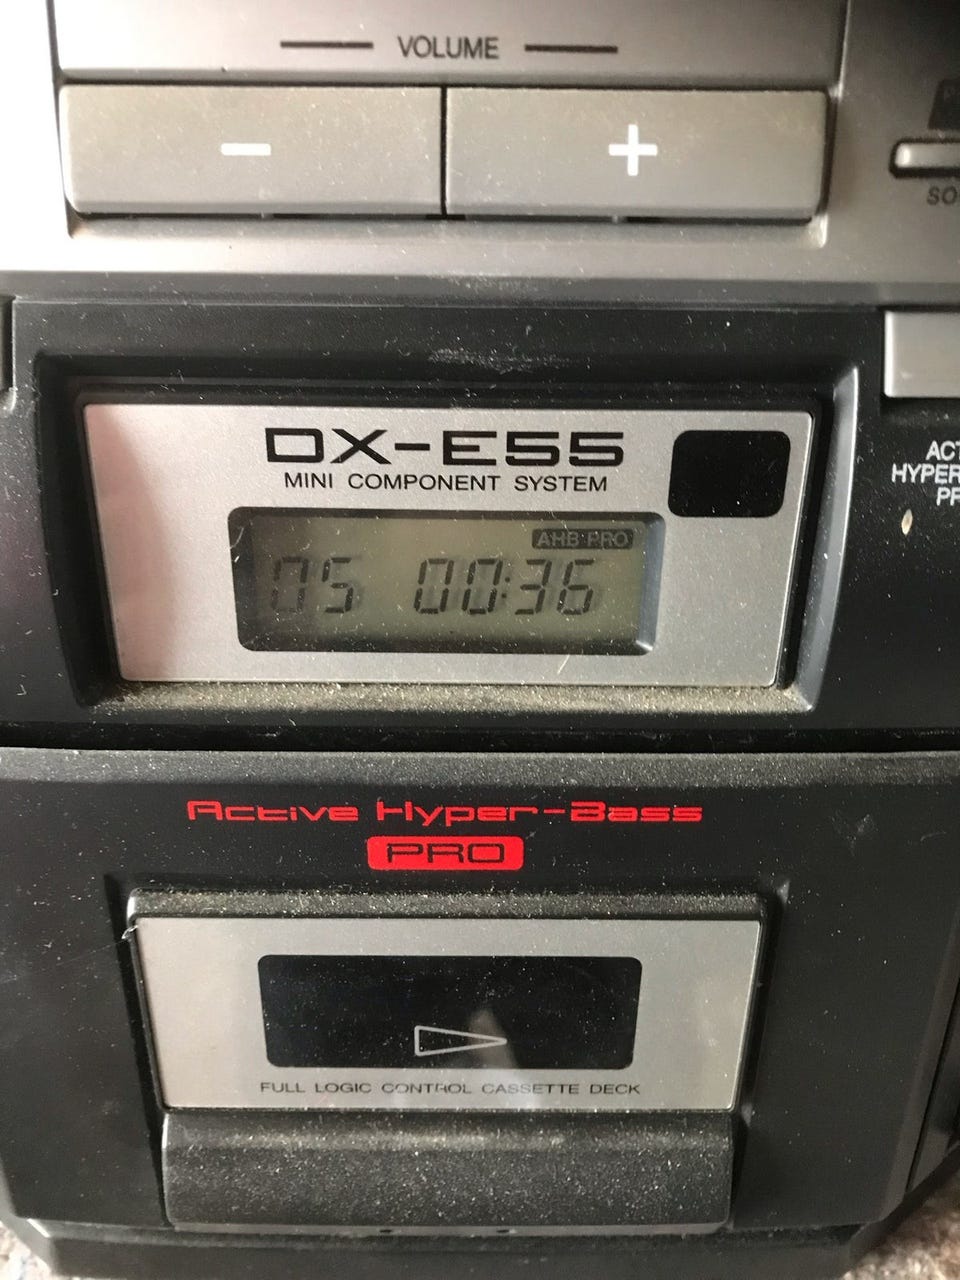 VOLUME
- +
DX-E55
MINI COMPONENT SYSTEM
AHB PRO
05 00:36
Active Hyper-Bass
PRO
FULL LOGIC CONTROL CASSETTE DECK